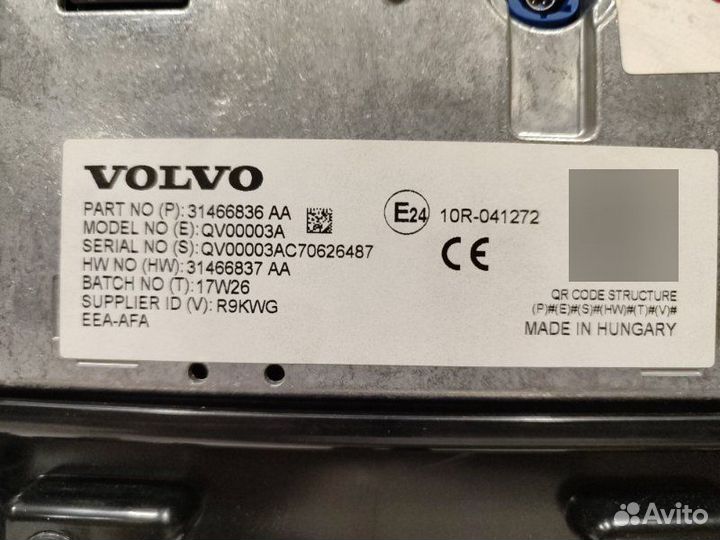 VOLVO
PART NO (P): 31466836 AA
MODEL NO (E): QV00003A
SERIAL NO (S): QV00003AC70626487
HW NO (HW): 31466837 AA
BATCH NO (T): 17W26
SUPPLIER ID (V): R9KWG
EEA-AFA
E24 10R-041272
CE
QR CODE STRUCTURE
(P)#(E)#(S)#(HW)#(T)#(V)#
MADE IN HUNGARY
Avito